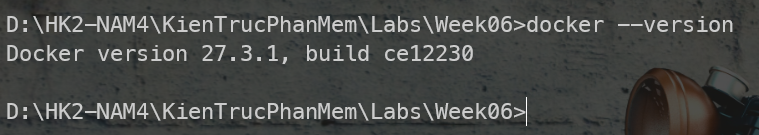 D:\HK2-NAM4\KienTrucPhanMem\Labs\Week06>docker --version
Docker version 27.3.1, build ce12230
D:\HK2-NAM4\KienTrucPhanMem\Labs\Week06>